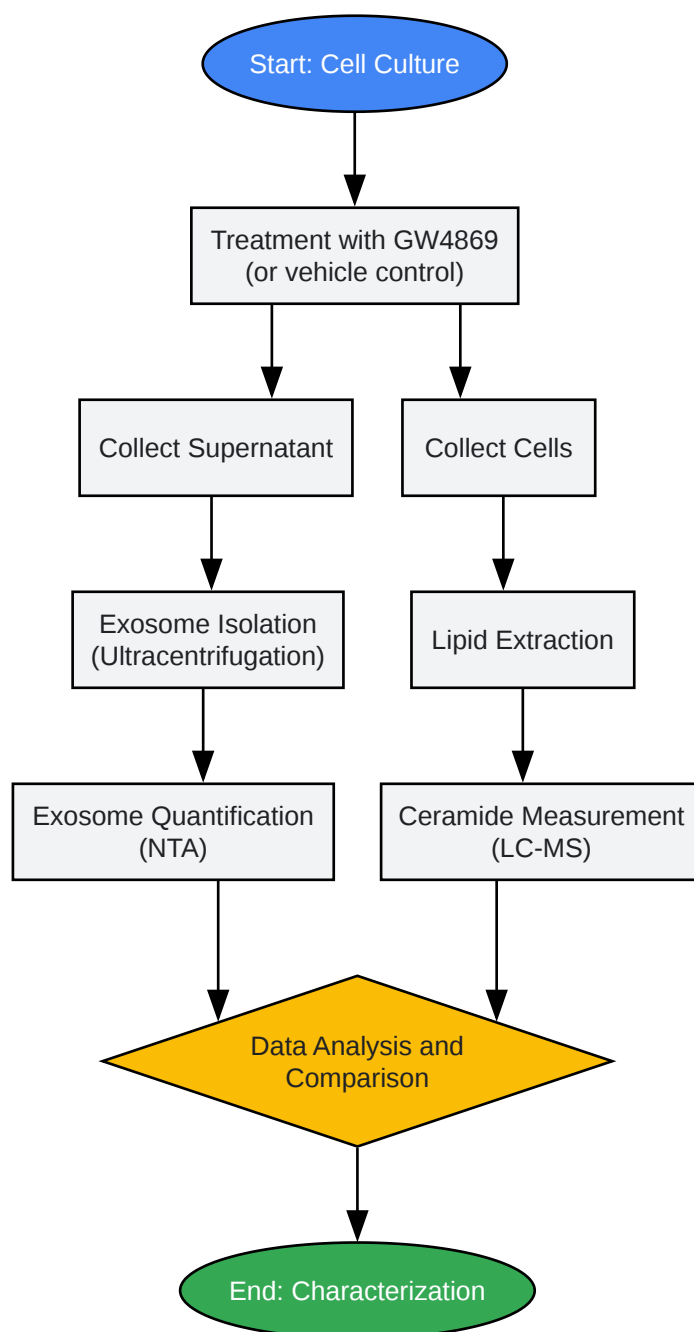 Start: Cell Culture
Treatment with GW4869
(or vehicle control)
Collect Supernatant
Collect Cells
Exosome Isolation
(Ultracentrifugation)
Lipid Extraction
Exosome Quantification
(NTA)
Ceramide Measurement
(LC-MS)
Data Analysis and
Comparison
End: Characterization